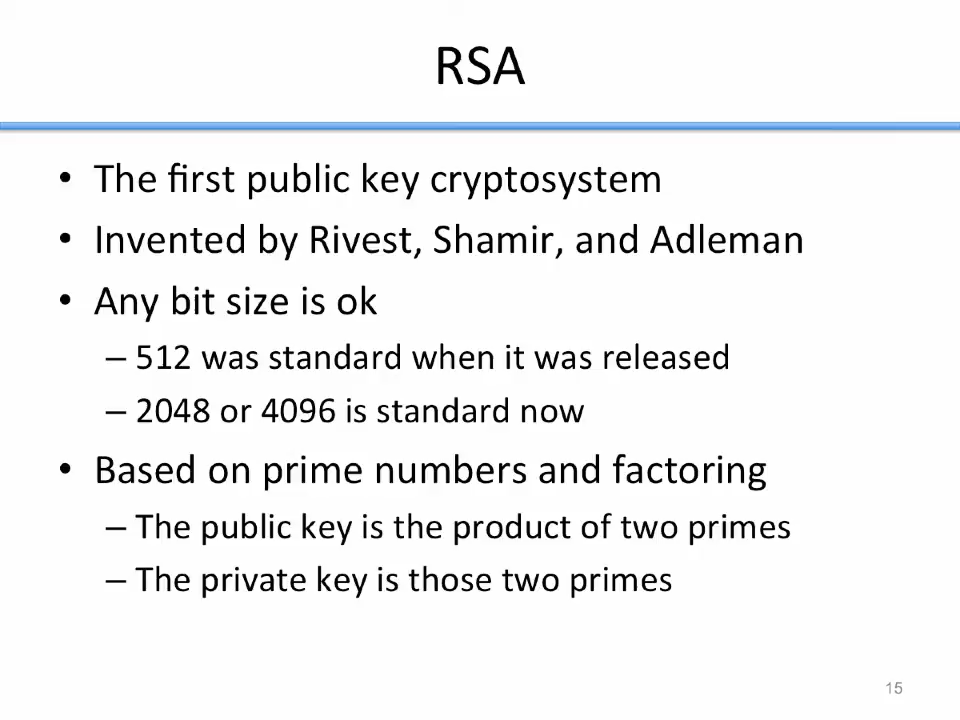 RSA
• The first public key cryptosystem
• Invented by Rivest, Shamir, and Adleman
• Any bit size is ok
– 512 was standard when it was released
– 2048 or 4096 is standard now
• Based on prime numbers and factoring
– The public key is the product of two primes
– The private key is those two primes
15